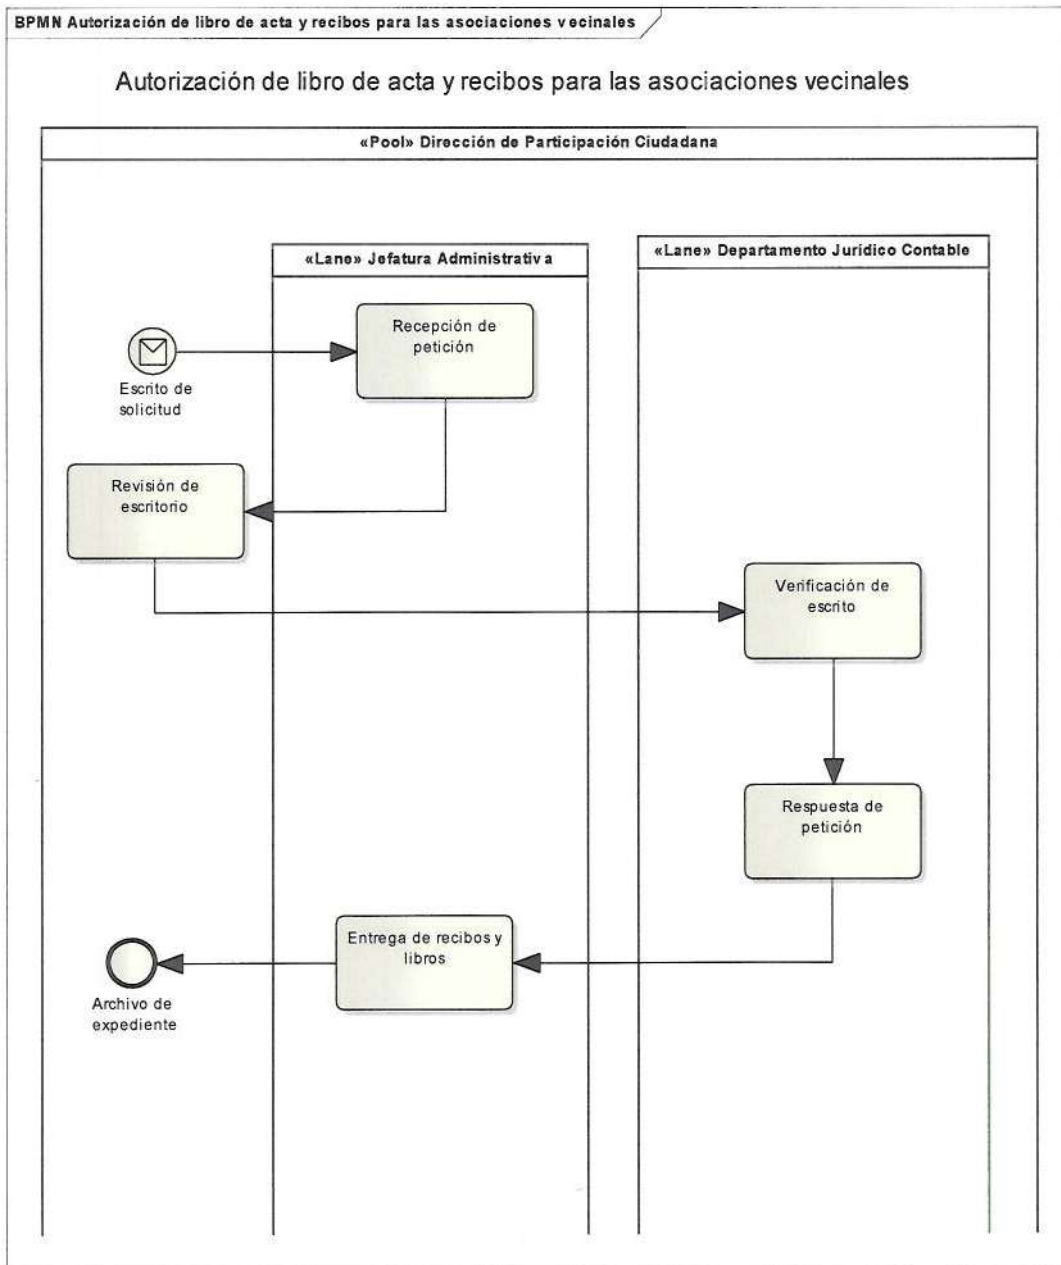 BPMN Autorización de libro de acta y recibos para las asociaciones vecinales
Autorización de libro de acta y recibos para las asociaciones vecinales
«Pool» Dirección de Participación Ciudadana
«Lane» Jefatura Administrativa
«Lane» Departamento Jurídico Contable
Recepción de
petición
Escrito de
solicitud
Revisión de
escritorio
Verificación de
escrito
Respuesta de
petición
Entrega de recibos y
libros
Archivo de
expediente